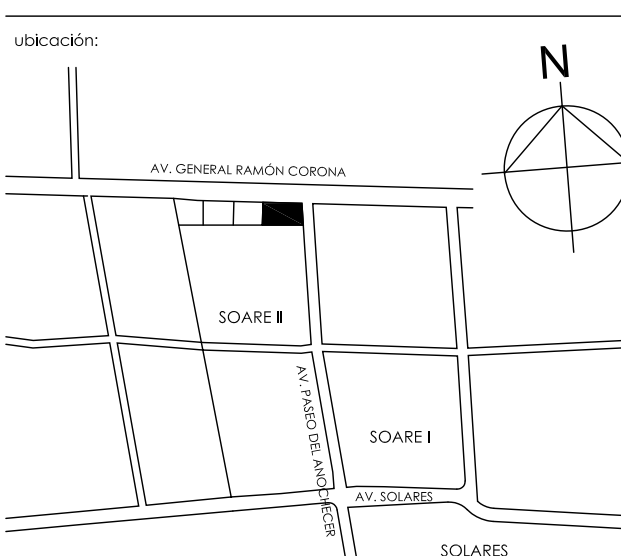 ubicación:
N
AV. GENERAL RAMÓN CORONA
SOARE II
AV. PASEO DEL ANOCHECER
SOARE I
AV. SOLARES
SOLARES